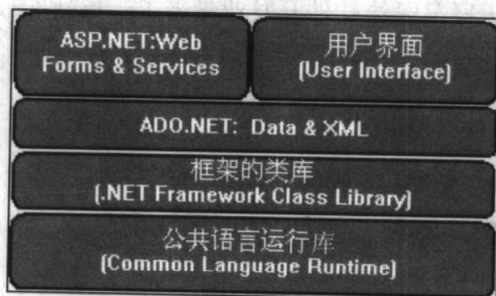 ASP.NET:Web
Forms & Services
用户界面
(User Interface)
ADO.NET: Data & XML
框架的类库
(.NET Framework Class Library)
公共语言运行库
(Common Language Runtime)